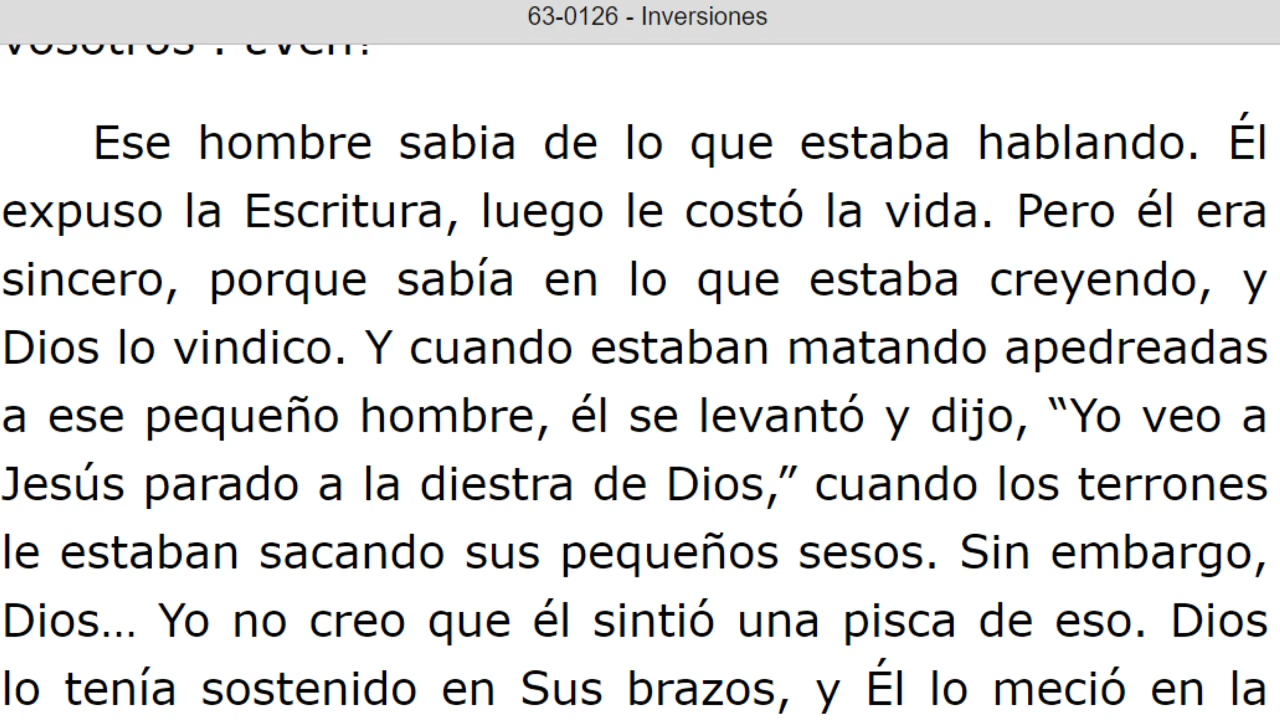 63-0126 - Inversiones
Ese hombre sabia de lo que estaba hablando. Él
expuso la Escritura, luego le costó la vida. Pero él era
sincero, porque sabía en lo que estaba creyendo, y
Dios lo vindico. Y cuando estaban matando apedreadas
a ese pequeño hombre, él se levantó y dijo, “Yo veo a
Jesús parado a la diestra de Dios,” cuando los terrones
le estaban sacando sus pequeños sesos. Sin embargo,
Dios… Yo no creo que él sintió una pisca de eso. Dios
lo tenía sostenido en Sus brazos, y Él lo meció en la